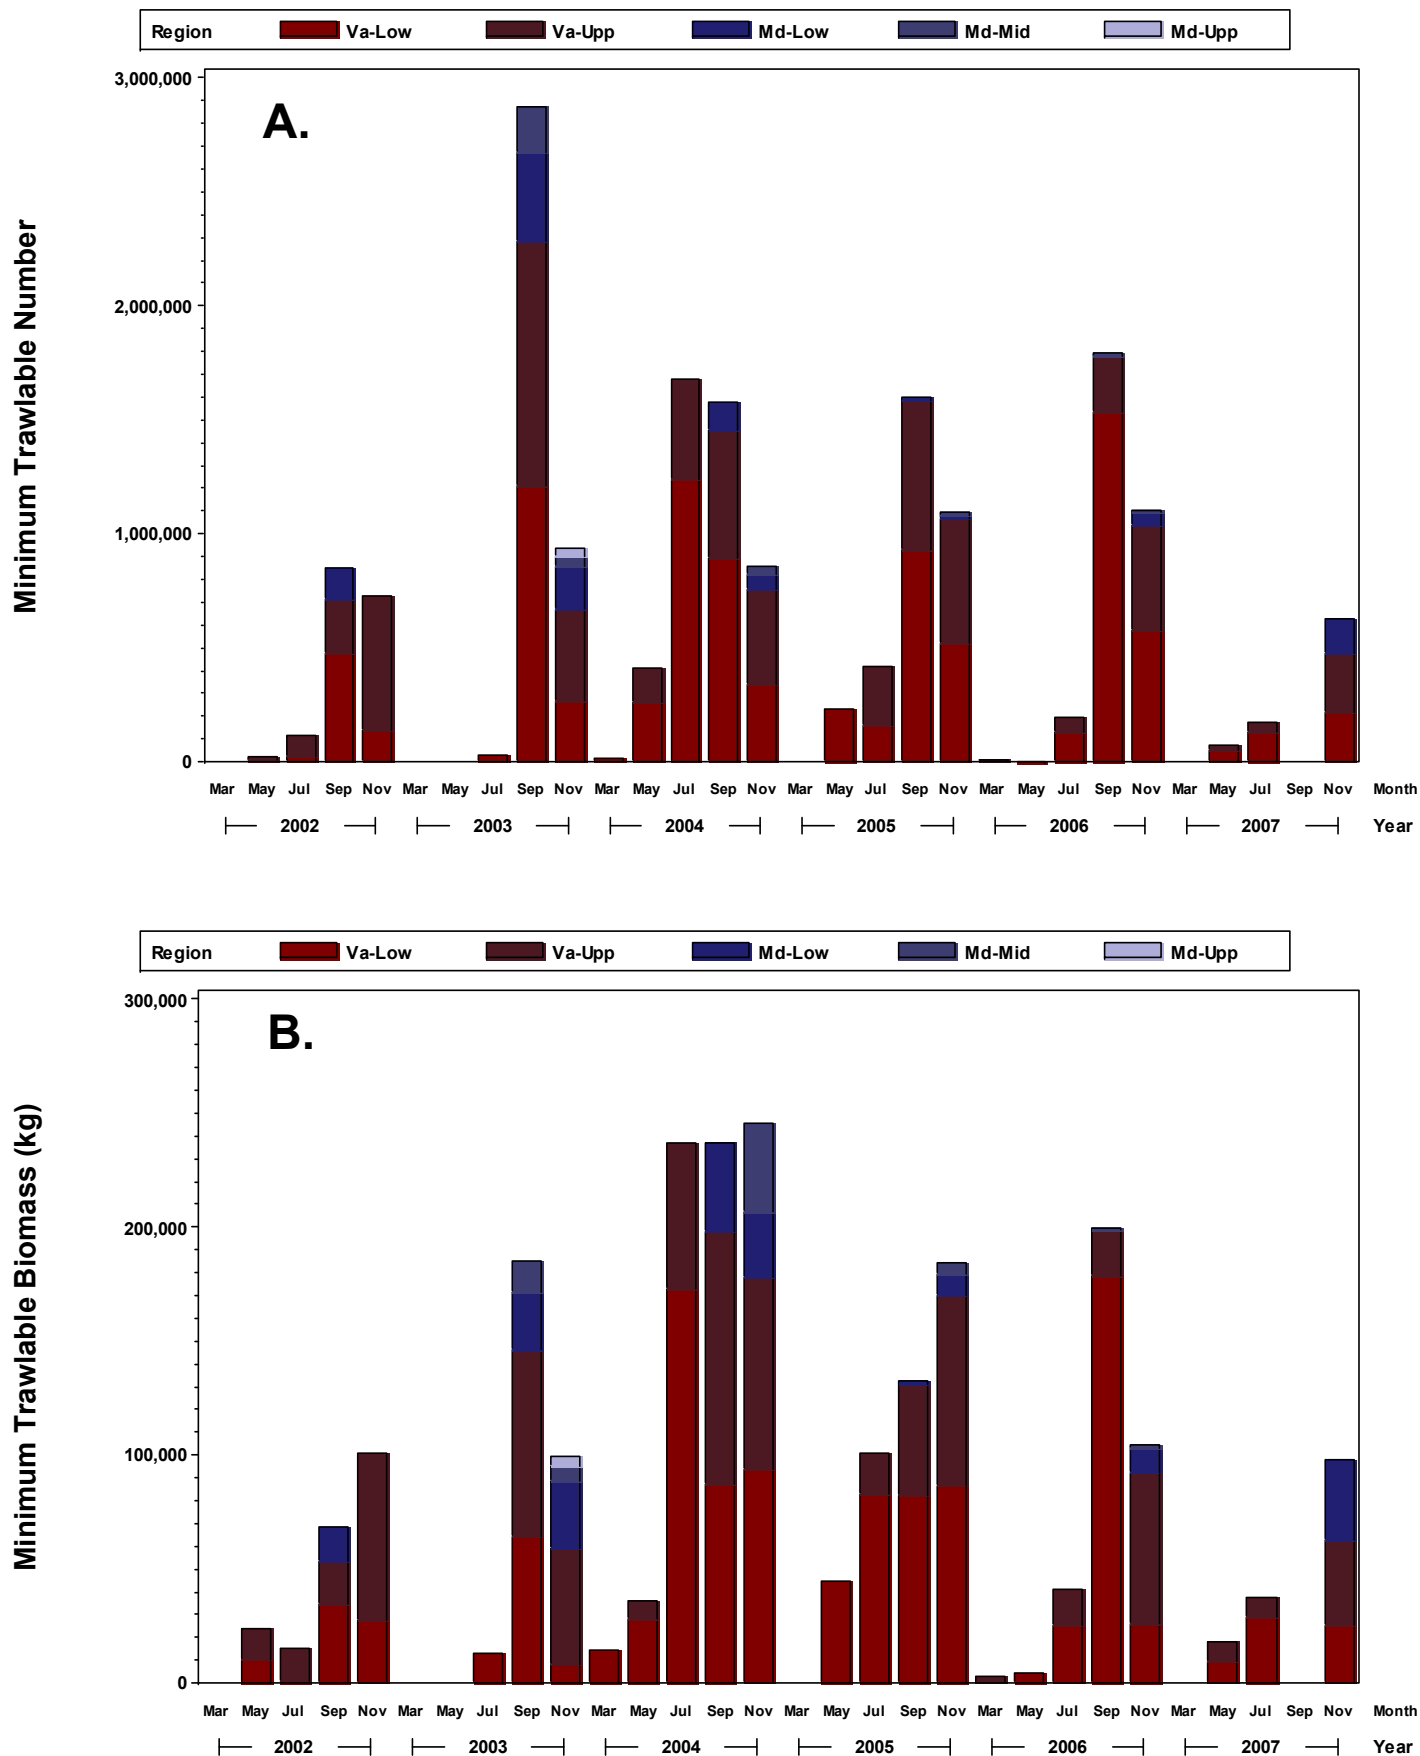 Region Va-Low Va-Upp Md-Low Md-Mid Md-Upp
A.
Minimum Trawlable Number
3,000,000
2,000,000
1,000,000
0
Mar May Jul Sep Nov Mar May Jul Sep Nov Mar May Jul Sep Nov Mar May Jul Sep Nov Mar May Jul Sep Nov Mar May Jul Sep Nov Month
2002 2003 2004 2005 2006 2007 Year
Region Va-Low Va-Upp Md-Low Md-Mid Md-Upp
B.
Minimum Trawlable Biomass (kg)
300,000
200,000
100,000
0
Mar May Jul Sep Nov Mar May Jul Sep Nov Mar May Jul Sep Nov Mar May Jul Sep Nov Mar May Jul Sep Nov Mar May Jul Sep Nov Month
2002 2003 2004 2005 2006 2007 Year